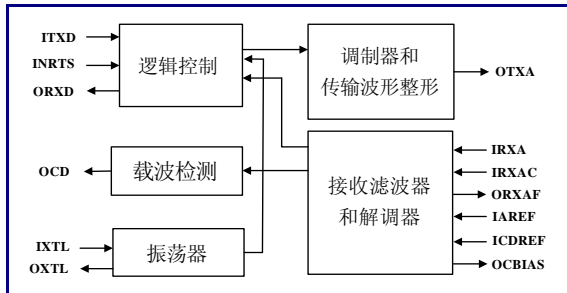 ITXD
INRTS
ORXD
逻辑控制
调制器和
传输波形整形
OTXA
OCD
载波检测
接收滤波器
和解调器
IRXA
IRXAC
ORXAF
IAREF
ICDREF
OCBIAS
IXTL
OXTL
振荡器